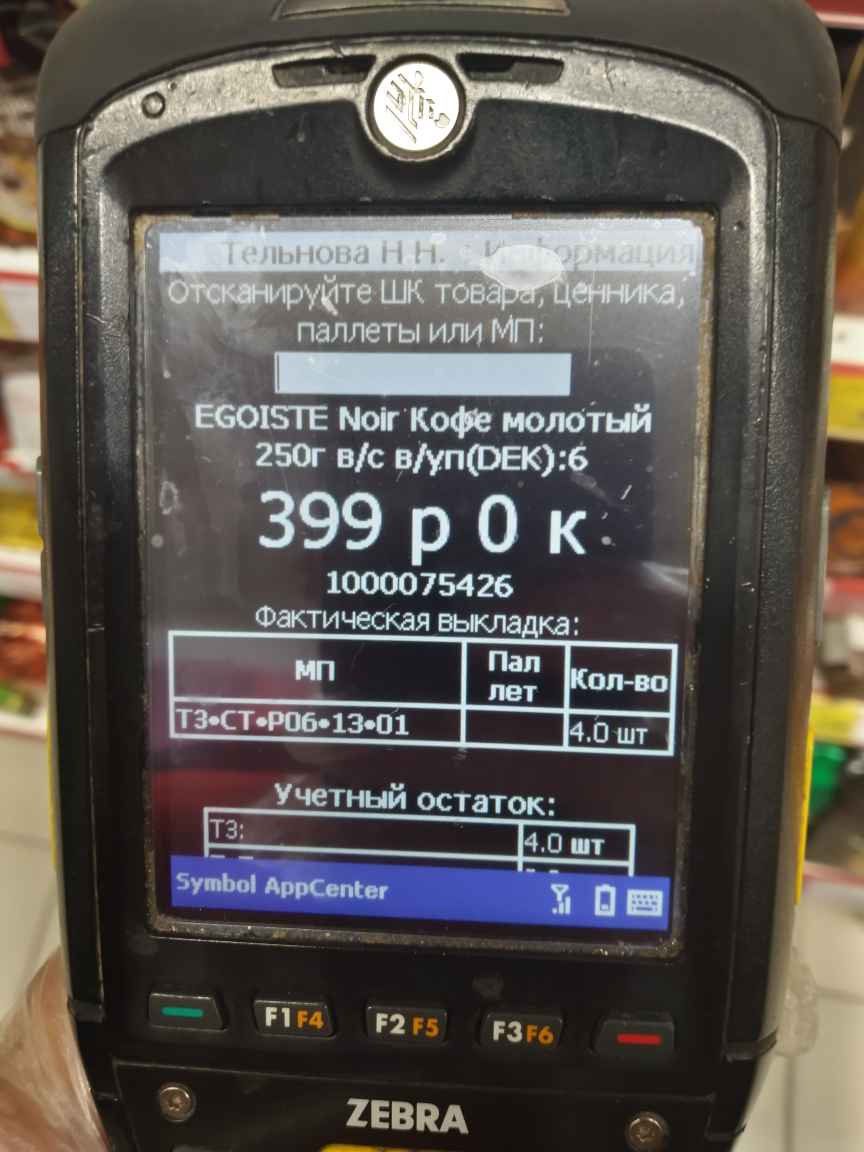 Тельнова Н.Н. - Информация
Отсканируйте ШК товара, ценника,
паллеты или МП:
EGOISTE Noir Кофе молотый
250г в/с в/уп(DEK):6
399 р 0 к
1000075426
Фактическая выкладка:
МП Пал лет Кол-во
ТЗ•СТ•Р06•13•01 4.0 шт
Учетный остаток:
ТЗ: 4.0 шт
Symbol AppCenter
F1 F4 F2 F5 F3 F6
ZEBRA